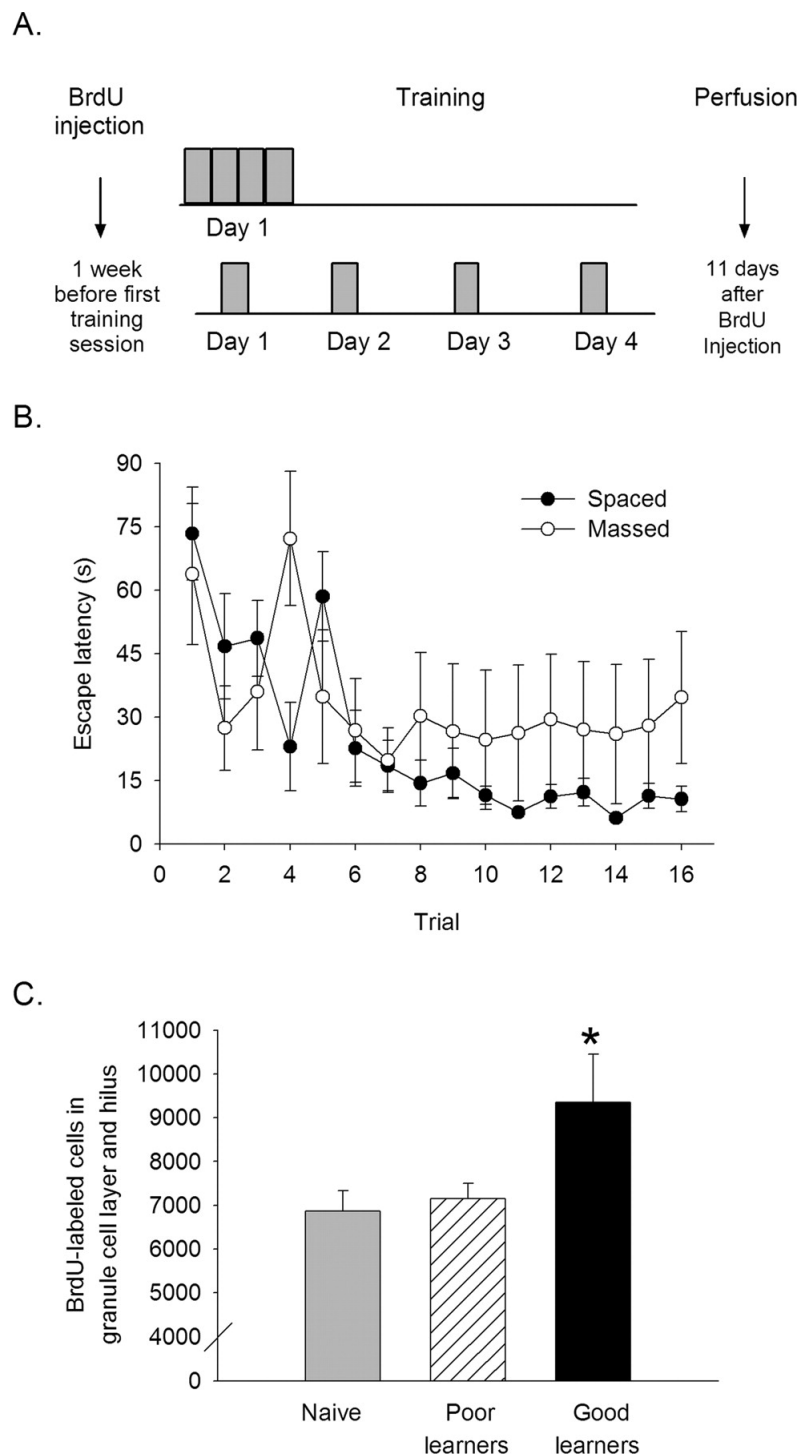 A.
BrdU
injection
Training
Perfusion
Day 1
1 week
before first
training
session
Day 1 Day 2 Day 3 Day 4
11 days
after
BrdU
Injection
B.
Escape latency (s)
90
75
60
45
30
15
0
Spaced
Massed
0 2 4 6 8 10 12 14 16
Trial
C.
BrdU-labeled cells in
granule cell layer and hilus
11000
10000
9000
8000
7000
6000
5000
4000
0
*
Naive
Poor
learners
Good
learners